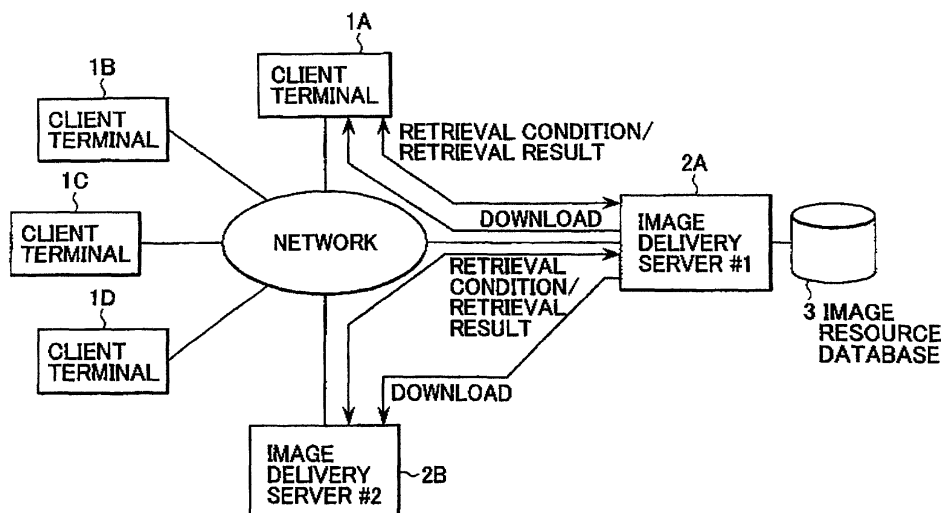 1A
CLIENT
TERMINAL
1B
CLIENT
TERMINAL
RETRIEVAL CONDITION/
RETRIEVAL RESULT
1C
CLIENT
TERMINAL
2A
IMAGE
DELIVERY
SERVER #1
DOWNLOAD
NETWORK
RETRIEVAL
CONDITION/
RETRIEVAL
RESULT
3 IMAGE
RESOURCE
DATABASE
1D
CLIENT
TERMINAL
DOWNLOAD
IMAGE
DELIVERY
SERVER #2
2B